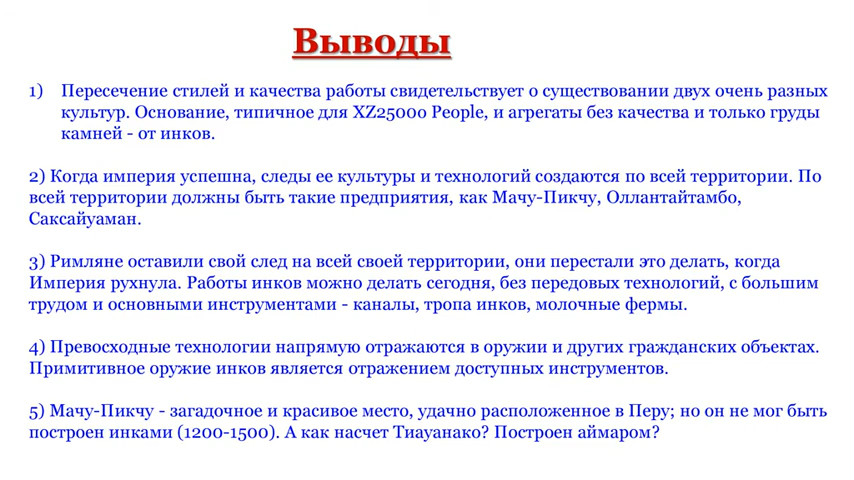 Выводы
1) Пересечение стилей и качества работы свидетельствует о существовании двух очень разных
культур. Основание, типичное для XZ2500o People, и агрегаты без качества и только груды
камней - от инков.
2) Когда империя успешна, следы ее культуры и технологий создаются по всей территории. По
всей территории должны быть такие предприятия, как Мачу-Пикчу, Оллантайтамбо,
Саксайуаман.
3) Римляне оставили свой след на всей своей территории, они перестали это делать, когда
Империя рухнула. Работы инков можно делать сегодня, без передовых технологий, с большим
трудом и основными инструментами - каналы, тропа инков, молочные фермы.
4) Превосходные технологии напрямую отражаются в оружии и других гражданских объектах.
Примитивное оружие инков является отражением доступных инструментов.
5) Мачу-Пикчу - загадочное и красивое место, удачно расположенное в Перу; но он не мог быть
построен инками (1200-1500). А как насчет Тиауанако? Построен аймаром?